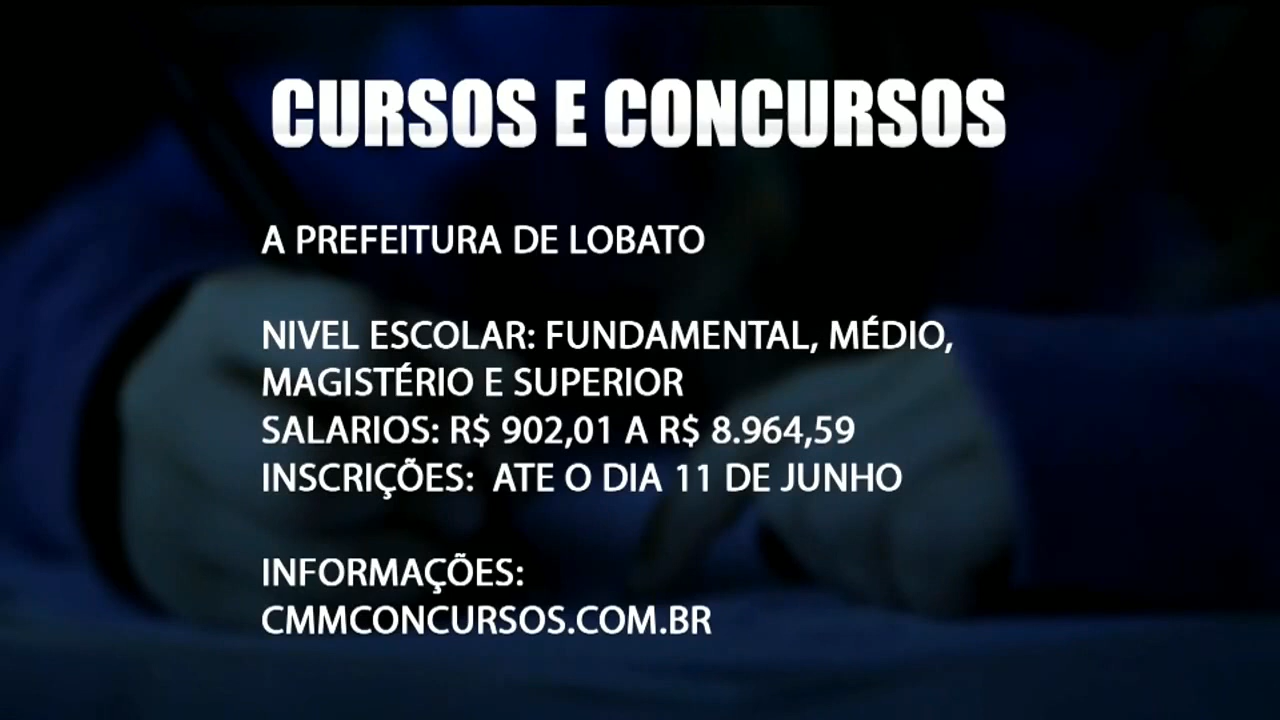 CURSOS E CONCURSOS
A PREFEITURA DE LOBATO
NIVEL ESCOLAR: FUNDAMENTAL, MÉDIO,
MAGISTÉRIO E SUPERIOR
SALARIOS: R$ 902,01 A R$ 8.964,59
INSCRIÇÕES:  ATE O DIA 11 DE JUNHO
INFORMAÇÕES:
CMMCONCURSOS.COM.BR